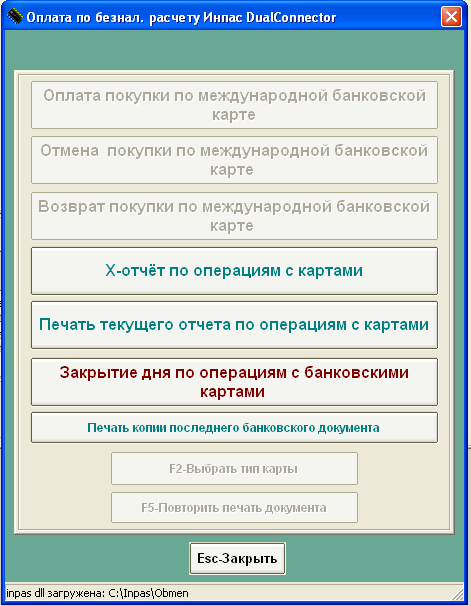 Оплата по безнал. расчету Инпас DualConnector
Оплата покупки по международной банковской
карте
Отмена покупки по международной банковской
карте
Возврат покупки по международной банковской
карте
Х-отчёт по операциям с картами
Печать текущего отчета по операциям с картами
Закрытие дня по операциям с банковскими
картами
Печать копии последнего банковского документа
F2-Выбрать тип карты
F5-Повторить печать документа
Esc-Закрыть
inpas dll загружена: C:\Inpas\Obmen